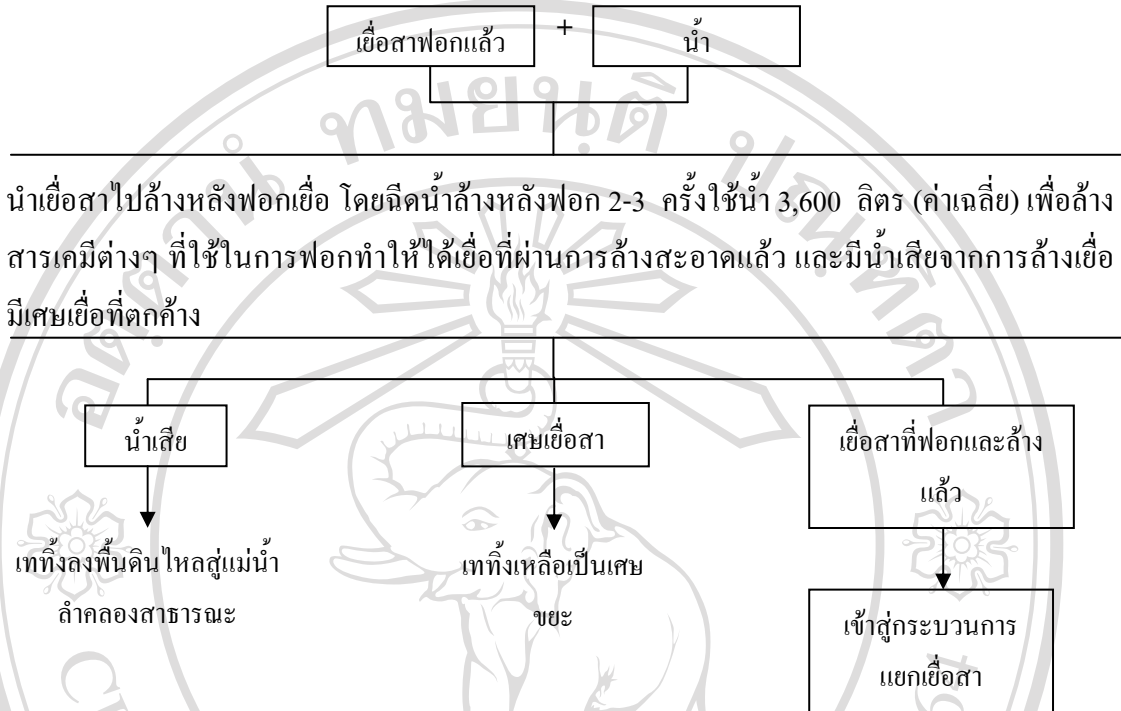 เยื่อสาฟอกแล้ว + น้ำ
นำเยื่อสาไปล้างหลังฟอกเยื่อ โดยฉีดน้ำล้างหลังฟอก 2-3 ครั้งใช้น้ำ 3,600 ลิตร (ค่าเฉลี่ย) เพื่อล้าง
สารเคมีต่างๆ ที่ใช้ในการฟอกทำให้ได้เยื่อที่ผ่านการล้างสะอาดแล้ว และมีน้ำเสียจากการล้างเยื่อ
มีเศษเยื่อที่ตกค้าง
น้ำเสีย
เททิ้งลงพื้นดินไหลสู่แม่น้ำ
ลำคลองสาธารณะ
เศษเยื่อสา
เททิ้งเหลือเป็นเศษ
ขยะ
เยื่อสาที่ฟอกและล้าง
แล้ว
เข้าสู่กระบวนการ
แยกเยื่อสา